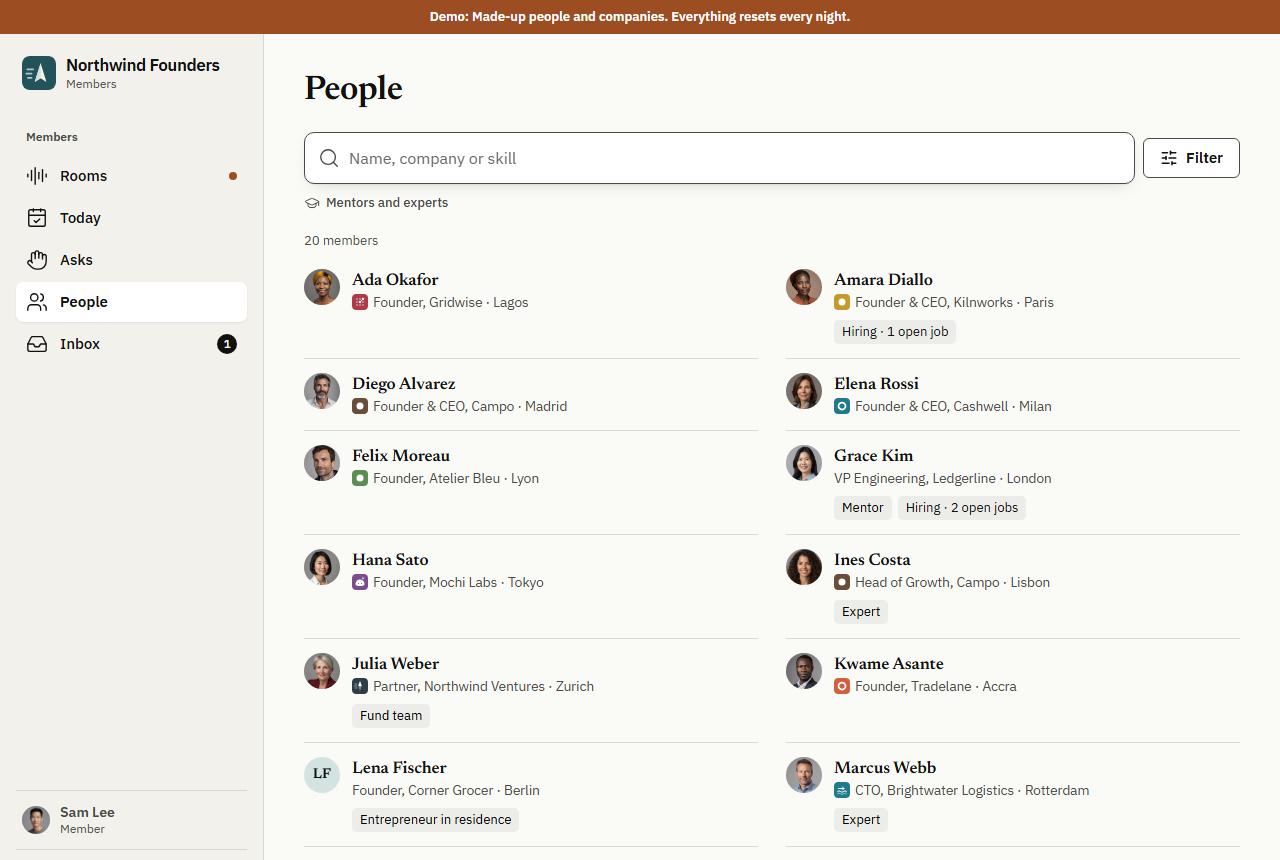 Demo: Made-up people and companies. Everything resets every night.
Northwind Founders
Members
Members
Rooms
Today
Asks
People
Inbox
1
Sam Lee
Member
People
Name, company or skill
Filter
Mentors and experts
20 members
Ada Okafor
Founder, Gridwise · Lagos
Amara Diallo
Founder & CEO, Kilnworks · Paris
Hiring · 1 open job
Diego Alvarez
Founder & CEO, Campo · Madrid
Elena Rossi
Founder & CEO, Cashwell · Milan
Felix Moreau
Founder, Atelier Bleu · Lyon
Grace Kim
VP Engineering, Ledgerline · London
Mentor
Hiring · 2 open jobs
Hana Sato
Founder, Mochi Labs · Tokyo
Ines Costa
Head of Growth, Campo · Lisbon
Expert
Julia Weber
Partner, Northwind Ventures · Zurich
Fund team
Kwame Asante
Founder, Tradelane · Accra
LF
Lena Fischer
Founder, Corner Grocer · Berlin
Entrepreneur in residence
Marcus Webb
CTO, Brightwater Logistics · Rotterdam
Expert